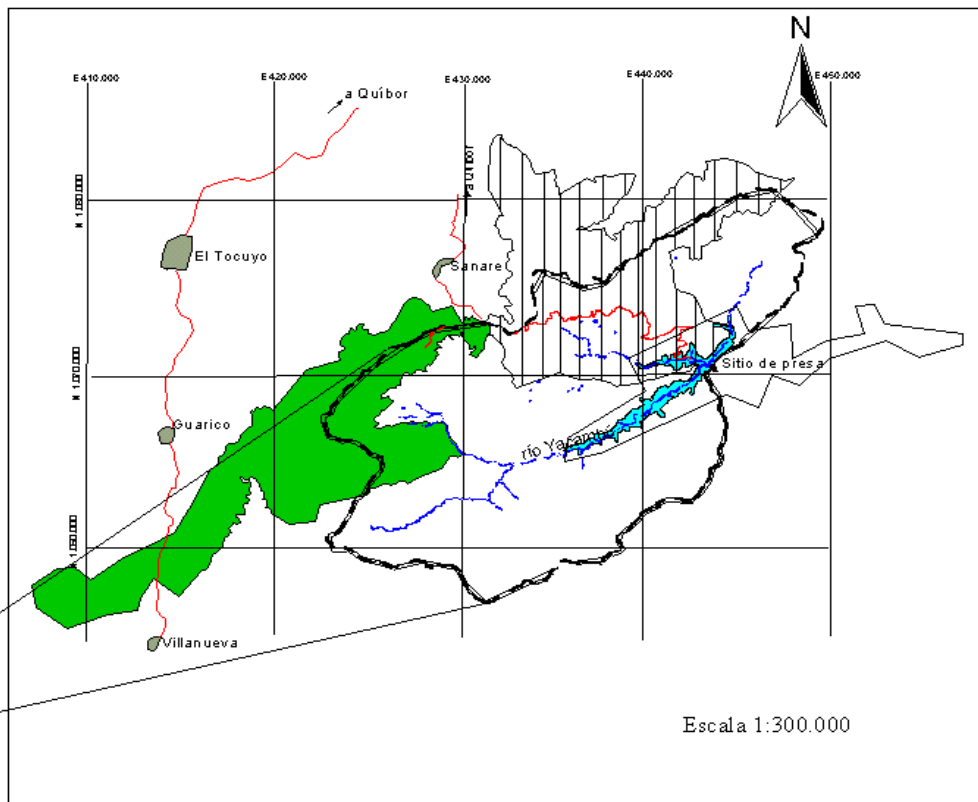 N
E 410.000
E 420.000
E 430.000
E 440.000
E 450.000
a Quíbor
a Quibor
El Tocuyo
Sanare
Sitio de presa
Guarico
río Yacambú
Villanueva
Escala 1:300.000